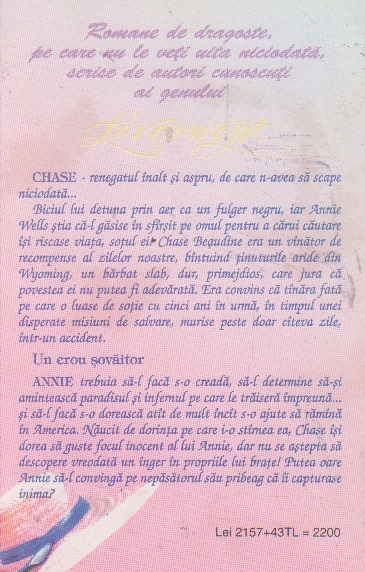 Romane de dragoste,
pe care nu le veți uita niciodată,
scrise de autori cunoscuți
ai genului
CHASE - renegatul înalt și aspru, de care n-avea să scape
niciodată...
Biciul lui detuna prin aer ca un fulger negru, iar Annie
Wells știa că-l găsise în sfîrșit pe omul pentru a cărui căutare
își riscase viața, soțul ei. Chase Beaudine era un vînător de
recompense al zilelor noastre, bîntuind ținuturile aride din
Wyoming, un bărbat slab, dur, primejdios, care jura că
povestea ei nu putea fi adevărată. Era convins că tînăra fată
pe care o luase de soție cu cinci ani în urmă, în timpul unei
disperate misiuni de salvare, murise peste doar cîteva zile,
într-un accident.
Un erou șovăitor
ANNIE trebuia să-l facă s-o creadă, să-l determine să-și
amintească paradisul și infernul pe care le trăiseră împreună...
și să-l facă s-o dorească atît de mult încît s-o ajute să rămînă
în America. Năucit de dorința pe care i-o stîrnea ea, Chase își
dorea să guste focul inocent al lui Annie, dar nu se aștepta să
descopere vreodată un înger în propriile lui brațe! Putea oare
Annie să-l convingă pe nepăsătorul său pribeag că îi capturase
inima?
Lei 2157+43TL = 2200